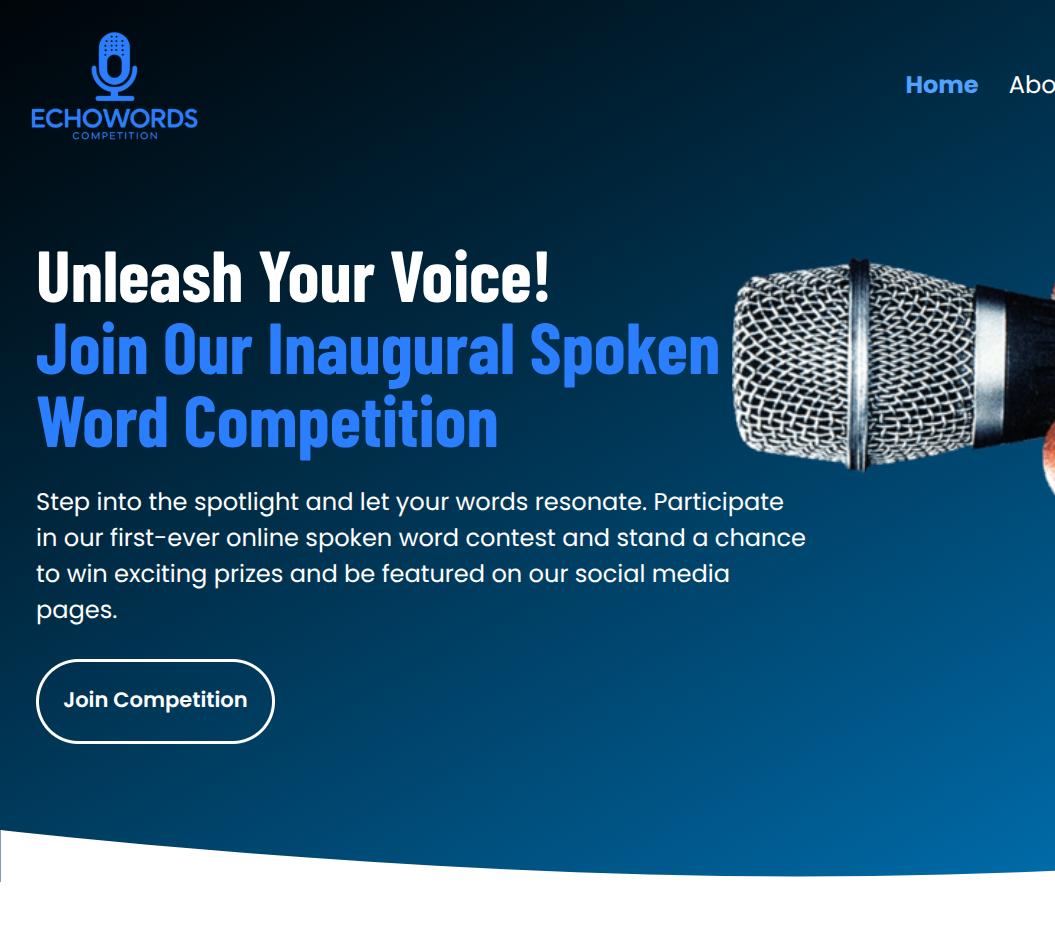 ECHOWORDS
COMPETITION
Home Abo
Unleash Your Voice!
Join Our Inaugural Spoken
Word Competition
Step into the spotlight and let your words resonate. Participate
in our first-ever online spoken word contest and stand a chance
to win exciting prizes and be featured on our social media
pages.
Join Competition